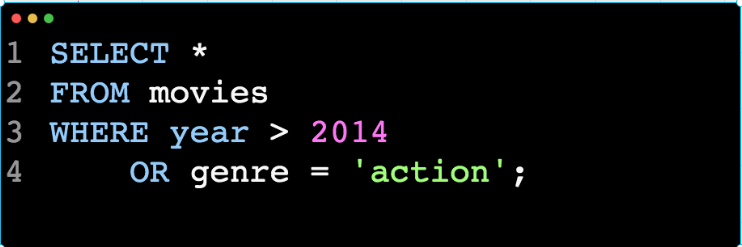 1 SELECT *
2 FROM movies
3 WHERE year > 2014
4     OR genre = 'action';